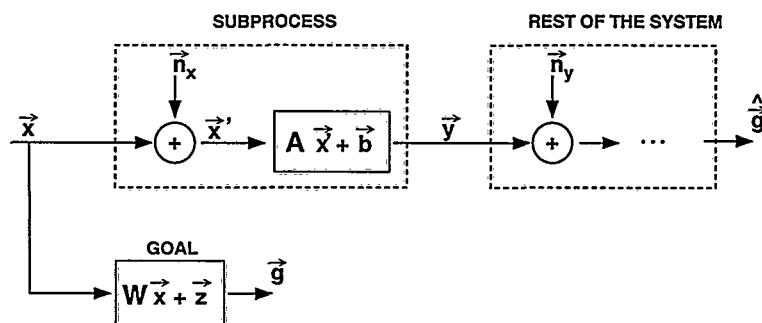 SUBPROCESS
REST OF THE SYSTEM
n⃗x
n⃗y
x⃗
+
x⃗'
A x⃗ + b⃗
y⃗
+
...
ĝ⃗
GOAL
W x⃗ + z⃗
g⃗